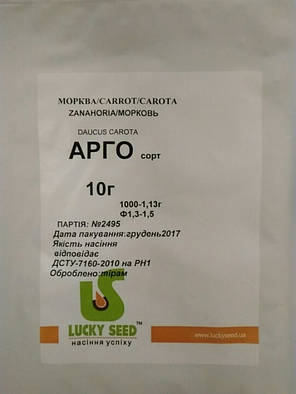 МОРКВА/CARROT/CAROTA
ZANAHORIA/МОРКОВЬ
DAUCUS CAROTA
АРГО сорт
10г
1000-1,13г
Ф1,3-1,5
ПАРТІЯ: №2495
Дата пакування:грудень2017
Якість насіння
відповідає
ДСТУ-7160-2010 на РН1
Оброблено:тірам
LUCKY SEED™
насіння успіху
www.luckyseed.ua